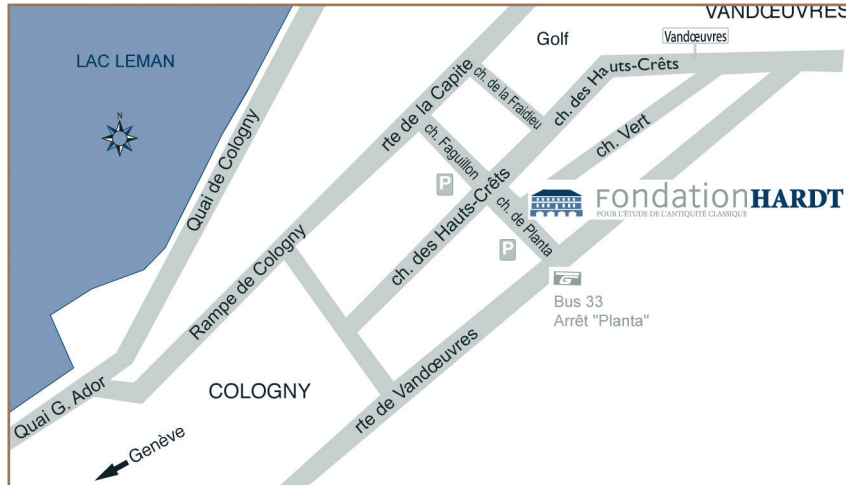 VANDŒUVRES
Vandœuvres
Golf
LAC LEMAN
N
ch. des Hauts-Crêts
rte de la Capite
ch. de la Fraidieu
ch. Vert
ch. Faguillon
Quai de Cologny
P
ch. des Hauts-Crêts
ch. de Planta
FONDATIONHARDT
POUR L'ÉTUDE DE L'ANTIQUITÉ CLASSIQUE
Rampe de Cologny
P
Bus 33
Arrêt "Planta"
rte de Vandœuvres
COLOGNY
Quai G. Ador
Genève